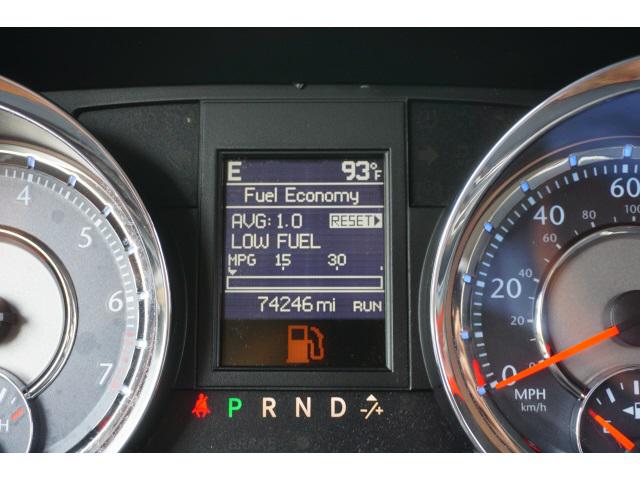 E 93°F
Fuel Economy
AVG: 1.0 RESET
LOW FUEL
MPG 15 30
74246 mi RUN
P R N D -/+
4
5
6
7
H
60
100
40
80
60
40
20
20
0
MPH
km/h
E